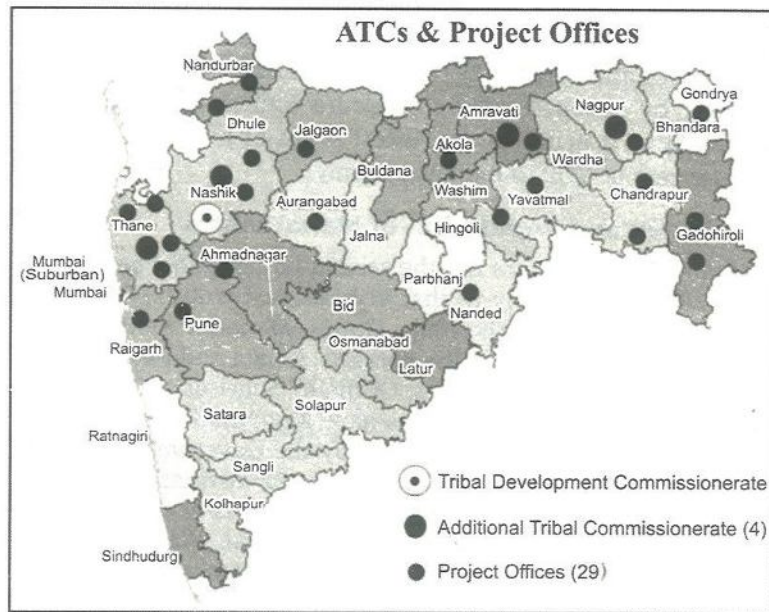 ATCs & Project Offices
Nandurbar
Dhule
Jalgaon
Buldana
Akola
Washim
Amravati
Wardha
Nagpur
Bhandara
Gondrya
Nashik
Aurangabad
Jalna
Hingoli
Yavatmal
Chandrapur
Gadohiroli
Thane
Mumbai
(Suburban)
Mumbai
Ahmadnagar
Parbhanj
Nanded
Raigarh
Pune
Bid
Osmanabad
Latur
Ratnagiri
Satara
Solapur
Sangli
Kolhapur
Sindhudurg
Tribal Development Commissionerate
Additional Tribal Commissionerate (4)
Project Offices (29)